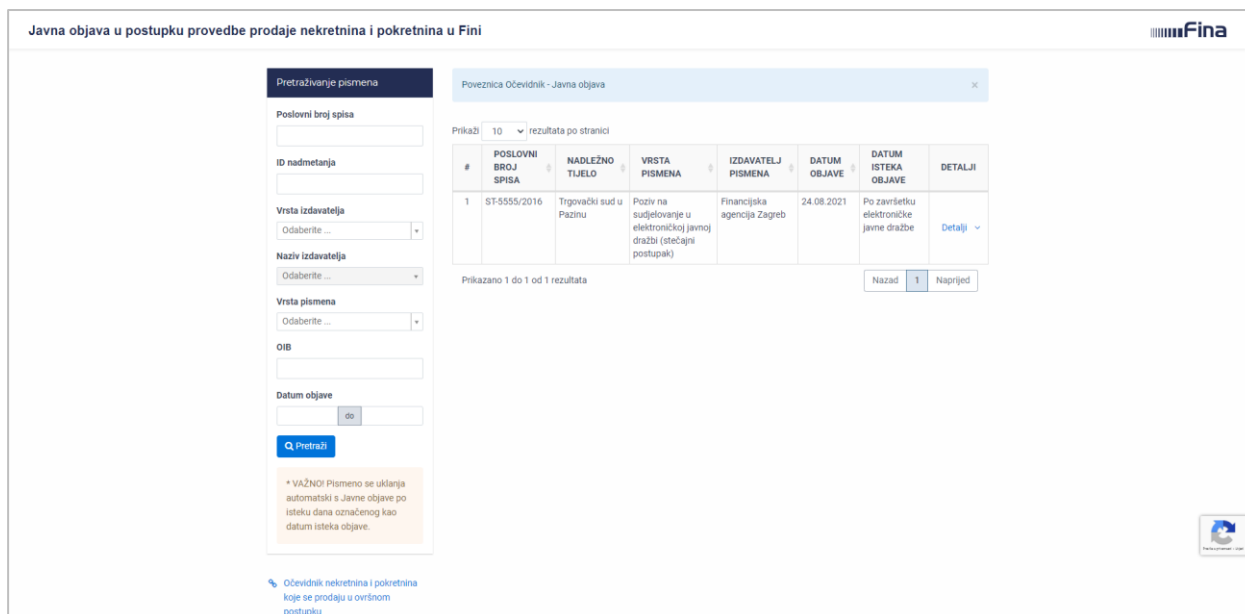 Javna objava u postupku provedbe prodaje nekretnina i pokretnina u Fini
Fina
Pretraživanje pismena
Poslovni broj spisa
ID nadmetanja
Vrsta izdavatelja
Odaberite ...
Naziv izdavatelja
Odaberite ...
Vrsta pismena
Odaberite ...
OIB
Datum objave
do
Pretraži
* VAŽNO! Pismeno se uklanja
automatski s Javne objave po
isteku dana označenog kao
datum isteka objave.
Očevidnik nekretnina i pokretnina
koje se prodaju u ovršnom
postupku
Poveznica Očevidnik - Javna objava ×
Prikaži 10 rezultata po stranici
# POSLOVNI BROJ SPISA NADLEŽNO TIJELO VRSTA PISMENA IZDAVATELJ PISMENA DATUM OBJAVE DATUM ISTEKA OBJAVE DETALJI
1 ST-5555/2016 Trgovački sud u Pazinu Poziv na sudjelovanje u elektroničkoj javnoj dražbi (stečajni postupak) Financijska agencija Zagreb 24.08.2021 Po završetku elektroničke javne dražbe Detalji
Prikazano 1 do 1 od 1 rezultata
Nazad 1 Naprijed